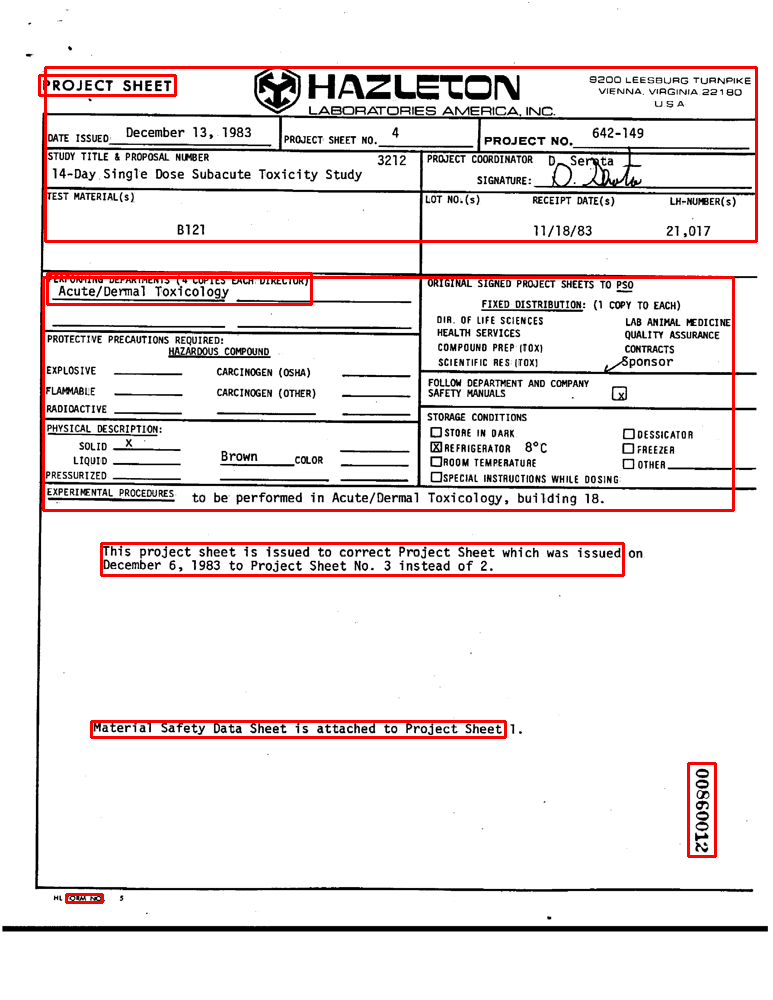 PROJECT SHEET
HAZLETON
LABORATORIES AMERICA, INC.
9200 LEESBURG TURNPIKE
VIENNA, VIRGINIA 22180
U.S.A
DATE ISSUED: December 13, 1983
PROJECT SHEET NO. 4
PROJECT NO. 642-149
STUDY TITLE & PROPOSAL NUMBER 3212
14-Day Single Dose Subacute Toxicity Study
PROJECT COORDINATOR D. Serota
SIGNATURE: D. Serota
TEST MATERIAL(s)
B121
LOT NO.(s) RECEIPT DATE(s) LH-NUMBER(s)
11/18/83 21,017
PERFORMING DEPARTMENTS (4 COPIES EACH DIRECTOR)
Acute/Dermal Toxicology
ORIGINAL SIGNED PROJECT SHEETS TO PSO
FIXED DISTRIBUTION: (1 COPY TO EACH)
DIR. OF LIFE SCIENCES LAB ANIMAL MEDICINE
HEALTH SERVICES QUALITY ASSURANCE
COMPOUND PREP (TOX) CONTRACTS
SCIENTIFIC RES (TOX) Sponsor
PROTECTIVE PRECAUTIONS REQUIRED:
HAZARDOUS COMPOUND
EXPLOSIVE CARCINOGEN (OSHA)
FLAMMABLE CARCINOGEN (OTHER)
RADIOACTIVE
FOLLOW DEPARTMENT AND COMPANY
SAFETY MANUALS X
PHYSICAL DESCRIPTION:
SOLID X
LIQUID Brown COLOR
PRESSURIZED
STORAGE CONDITIONS
STORE IN DARK DESSICATOR
X REFRIGERATOR 8°C FREEZER
ROOM TEMPERATURE OTHER
SPECIAL INSTRUCTIONS WHILE DOSING
EXPERIMENTAL PROCEDURES to be performed in Acute/Dermal Toxicology, building 18.
This project sheet is issued to correct Project Sheet which was issued on
December 6, 1983 to Project Sheet No. 3 instead of 2.
Material Safety Data Sheet is attached to Project Sheet 1.
00860012
HL FORM NO. 5